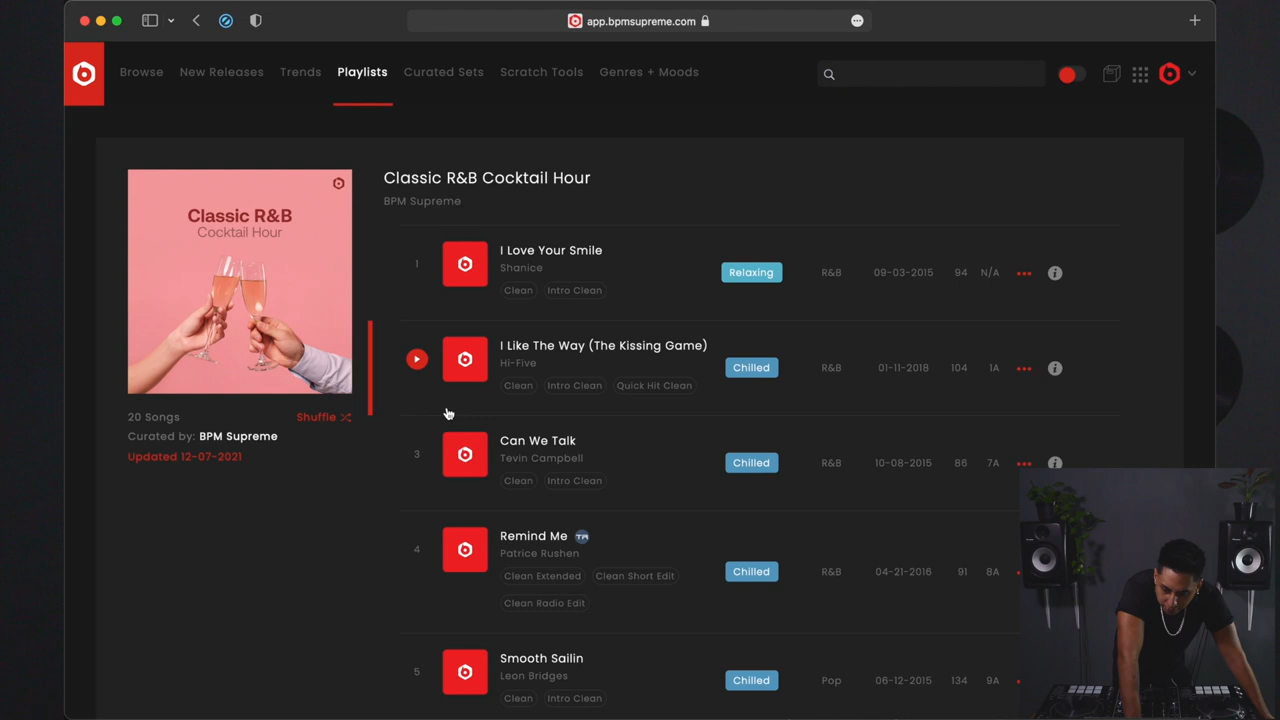 app.bpmsupreme.com
Browse New Releases Trends Playlists Curated Sets Scratch Tools Genres + Moods
Classic R&B
Cocktail Hour
20 Songs Shuffle
Curated by: BPM Supreme
Updated 12-07-2021
Classic R&B Cocktail Hour
BPM Supreme
1 I Love Your Smile
Shanice
Clean Intro Clean
Relaxing R&B 09-03-2015 94 N/A
I Like The Way (The Kissing Game)
Hi-Five
Clean Intro Clean Quick Hit Clean
Chilled R&B 01-11-2018 104 1A
3 Can We Talk
Tevin Campbell
Clean Intro Clean
Chilled R&B 10-08-2015 86 7A
4 Remind Me
Patrice Rushen
Clean Extended Clean Short Edit
Clean Radio Edit
Chilled R&B 04-21-2016 91 8A
5 Smooth Sailin
Leon Bridges
Clean Intro Clean
Chilled Pop 06-12-2015 134 9A